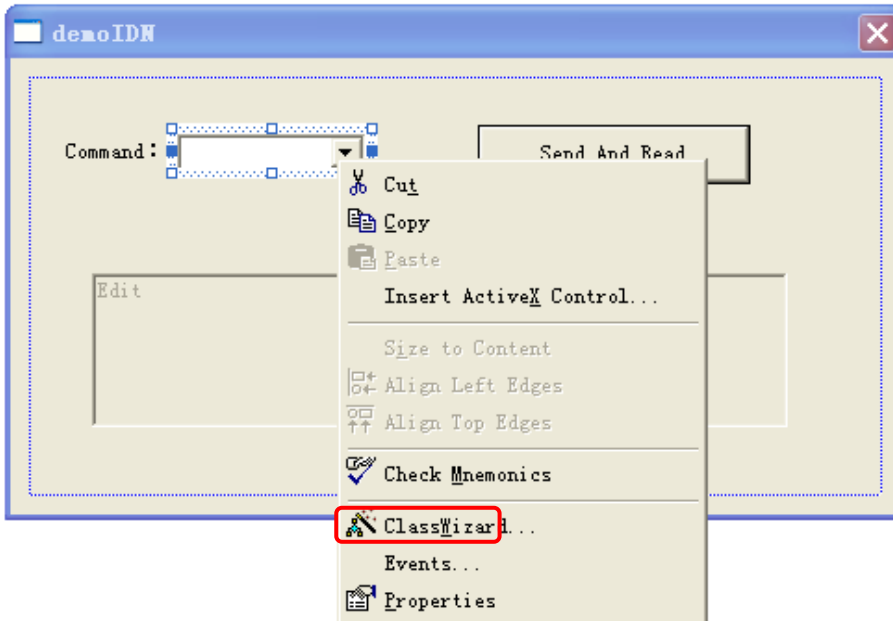 demoIDN
Command:
Send And Read
Cut
Copy
Paste
Edit
Insert ActiveX Control...
Size to Content
Align Left Edges
Align Top Edges
Check Mnemonics
ClassWizard...
Events...
Properties